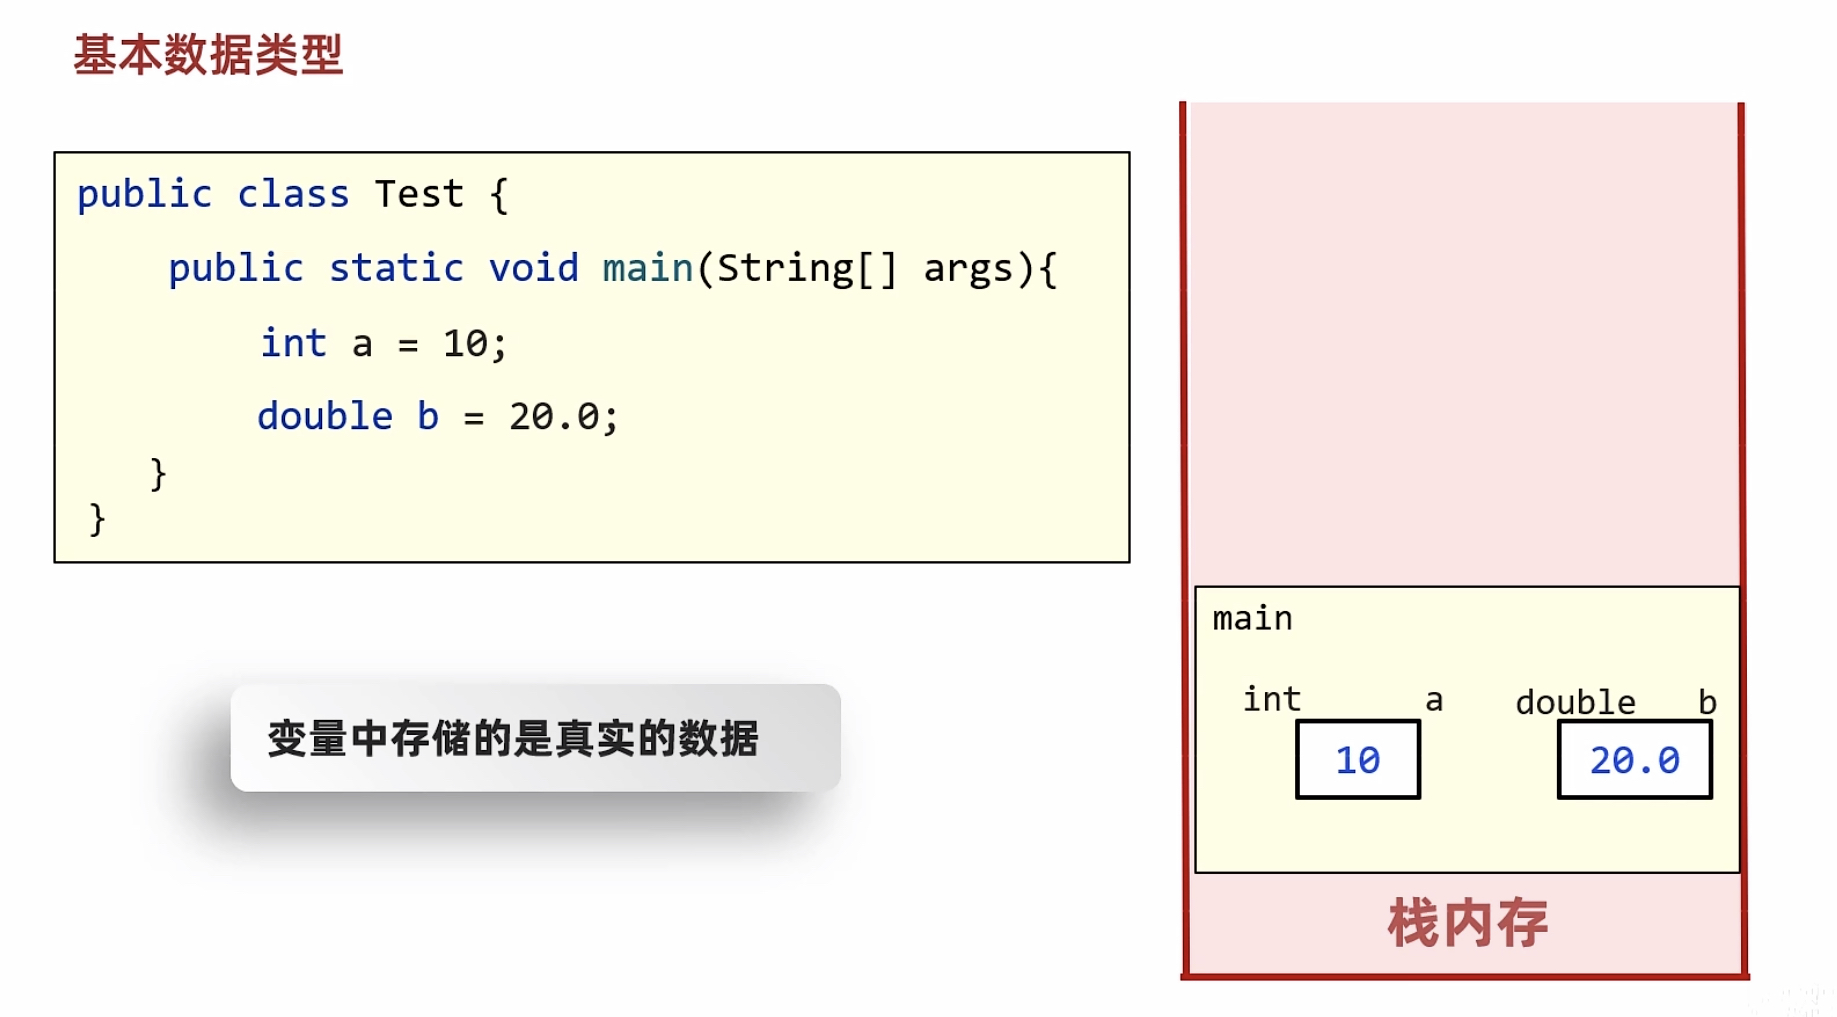 基本数据类型
public class Test {
public static void main(String[] args){
int a = 10;
double b = 20.0;
}
}
变量中存储的是真实的数据
main
int a double b
10 20.0
栈内存